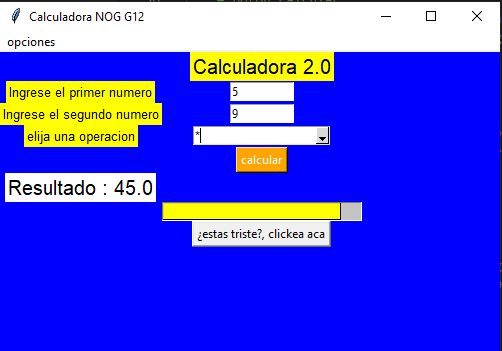 Calculadora NOG G12
opciones
Calculadora 2.0
Ingrese el primer numero 5
Ingrese el segundo numero 9
elija una operacion *
calcular
Resultado : 45.0
¿estas triste?, clickea aca